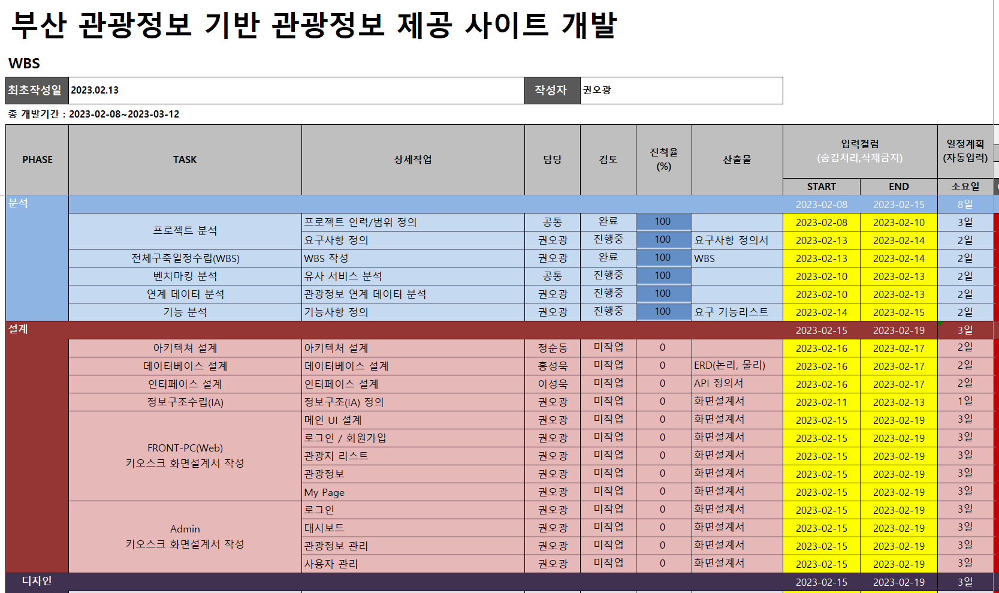 부산 관광정보 기반 관광정보 제공 사이트 개발
WBS
최초작성일 2023.02.13 작성자 권오광
총 개발기간 : 2023-02-08~2023-03-12
PHASE TASK 상세작업 담당 검토 진척율 (%) 산출물 입력컬럼 (숨김처리,삭제금지) 일정계획 (자동입력)
START END 소요일
분석 2023-02-08 2023-02-15 8일
프로젝트 분석 프로젝트 인력/범위 정의 공통 완료 100 2023-02-08 2023-02-10 3일
요구사항 정의 권오광 진행중 100 요구사항 정의서 2023-02-13 2023-02-14 2일
전체구축일정수립(WBS) WBS 작성 권오광 완료 100 WBS 2023-02-13 2023-02-14 2일
벤치마킹 분석 유사 서비스 분석 공통 진행중 100 2023-02-10 2023-02-13 2일
연계 데이터 분석 관광정보 연계 데이터 분석 권오광 진행중 100 2023-02-10 2023-02-13 2일
기능 분석 기능사항 정의 권오광 진행중 100 요구 기능리스트 2023-02-14 2023-02-15 2일
설계 2023-02-15 2023-02-19 3일
아키텍쳐 설계 아키텍처 설계 정순동 미작업 0 2023-02-16 2023-02-17 2일
데이터베이스 설계 데이터베이스 설계 홍성욱 미작업 0 ERD(논리, 물리) 2023-02-16 2023-02-17 2일
인터페이스 설계 인터페이스 설계 이성욱 미작업 0 API 정의서 2023-02-16 2023-02-17 2일
정보구조수립(IA) 정보구조(IA) 정의 권오광 미작업 0 화면설계서 2023-02-11 2023-02-13 1일
FRONT-PC(Web) 키오스크 화면설계서 작성 메인 UI 설계 권오광 미작업 0 화면설계서 2023-02-15 2023-02-19 3일
로그인 / 회원가입 권오광 미작업 0 화면설계서 2023-02-15 2023-02-19 3일
관광지 리스트 권오광 미작업 0 화면설계서 2023-02-15 2023-02-19 3일
관광정보 권오광 미작업 0 화면설계서 2023-02-15 2023-02-19 3일
My Page 권오광 미작업 0 화면설계서 2023-02-15 2023-02-19 3일
Admin 키오스크 화면설계서 작성 로그인 권오광 미작업 0 화면설계서 2023-02-15 2023-02-19 3일
대시보드 권오광 미작업 0 화면설계서 2023-02-15 2023-02-19 3일
관광정보 관리 권오광 미작업 0 화면설계서 2023-02-15 2023-02-19 3일
사용자 관리 권오광 미작업 0 화면설계서 2023-02-15 2023-02-19 3일
디자인 2023-02-15 2023-02-19 3일